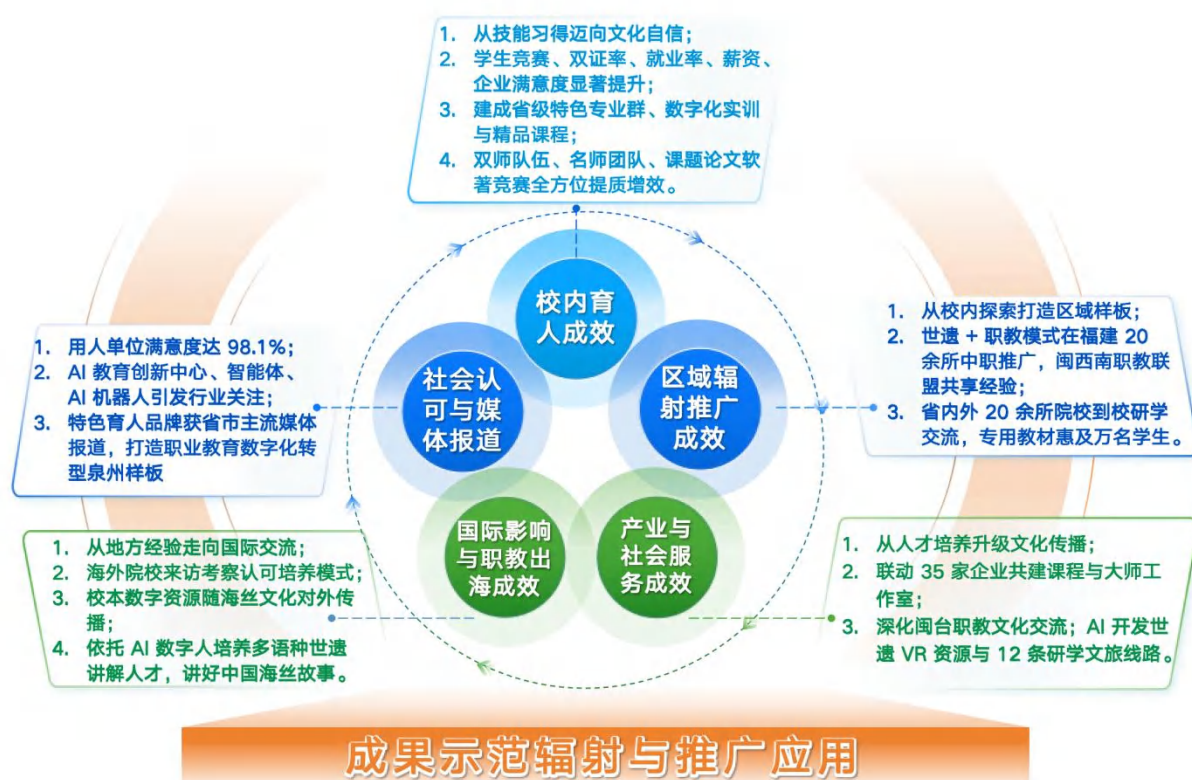 1. 从技能习得迈向文化自信；
2. 学生竞赛、双证率、就业率、薪资、
企业满意度显著提升；
3. 建成省级特色专业群、数字化实训
与精品课程；
4. 双师队伍、名师团队、课题论文软
著竞赛全方位提质增效。
校内育
人成效
社会认
可与媒
体报道
区域辐
射推广
成效
国际影响
与职教出
海成效
产业与
社会服
务成效
1. 用人单位满意度达 98.1%；
2. AI 教育创新中心、智能体、
AI 机器人引发行业关注；
3. 特色育人品牌获省市主流媒体
报道，打造职业教育数字化转
型泉州样板
1. 从校内探索打造区域样板；
2. 世遗 + 职教模式在福建 20
余所中职推广，闽西南职教联
盟共享经验；
3. 省内外 20 余所院校到校研学
交流，专用教材惠及万名学生。
1. 从地方经验走向国际交流；
2. 海外院校来访考察认可培养模式；
3. 校本数字资源随海丝文化对外传
播；
4. 依托 AI 数字人培养多语种世遗
讲解人才，讲好中国海丝故事。
1. 从人才培养升级文化传播；
2. 联动 35 家企业共建课程与大师工
作室；
3. 深化闽台职教文化交流；AI 开发世
遗 VR 资源与 12 条研学文旅线路。
成果示范辐射与推广应用